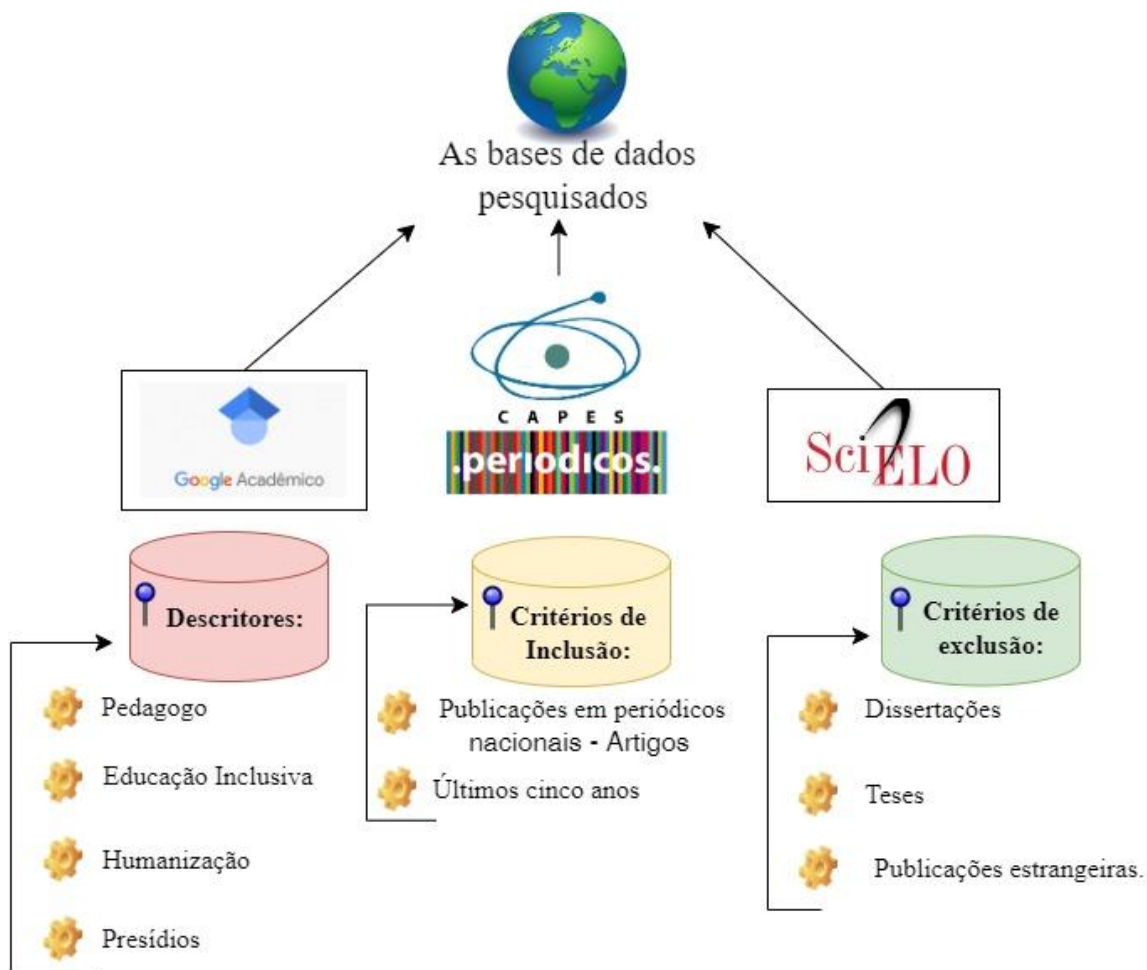 As bases de dados
pesquisados
Google Acadêmico
CAPES
.periodicos.
SciELO
Descritores:
Pedagogo
Educação Inclusiva
Humanização
Presídios
Critérios de
Inclusão:
Publicações em periódicos
nacionais - Artigos
Últimos cinco anos
Critérios de
exclusão:
Dissertações
Teses
Publicações estrangeiras.